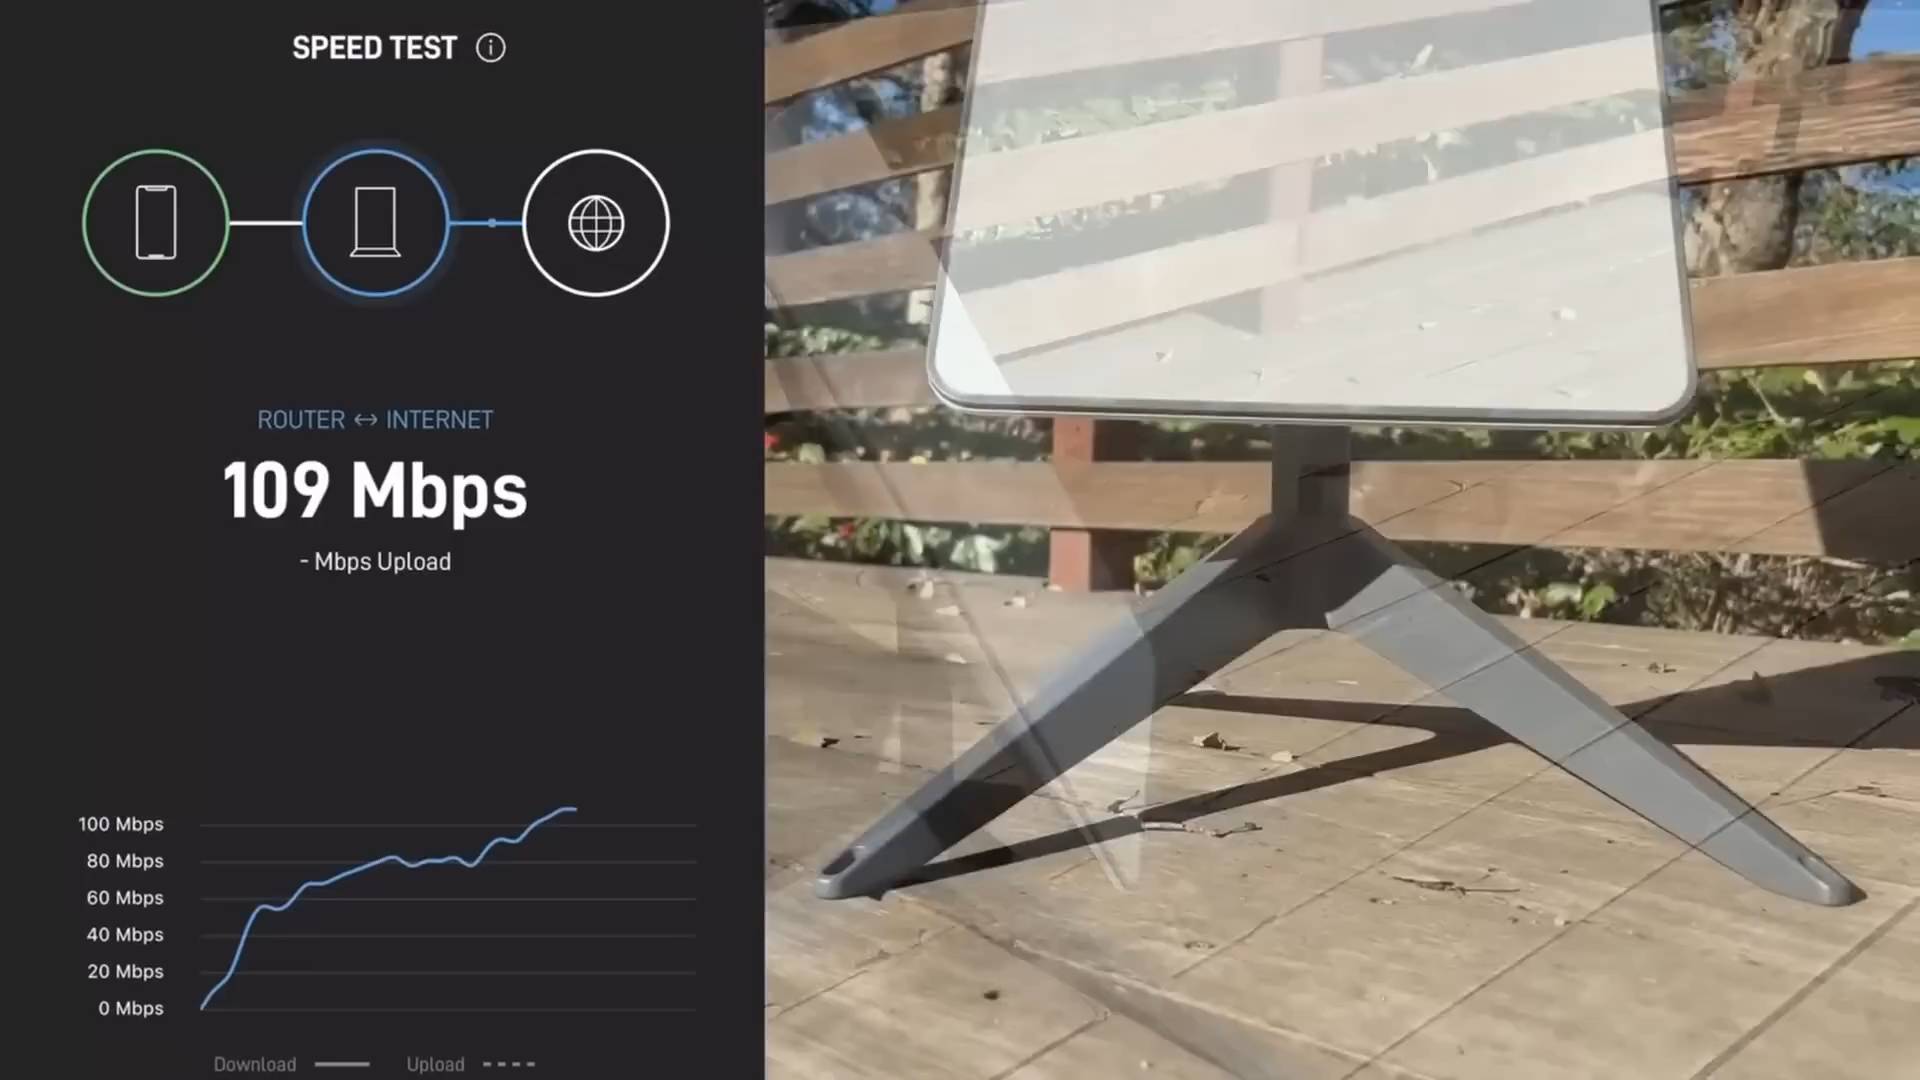 SPEED TEST
ROUTER ↔ INTERNET
109 Mbps
- Mbps Upload
100 Mbps
80 Mbps
60 Mbps
40 Mbps
20 Mbps
0 Mbps
Download
Upload